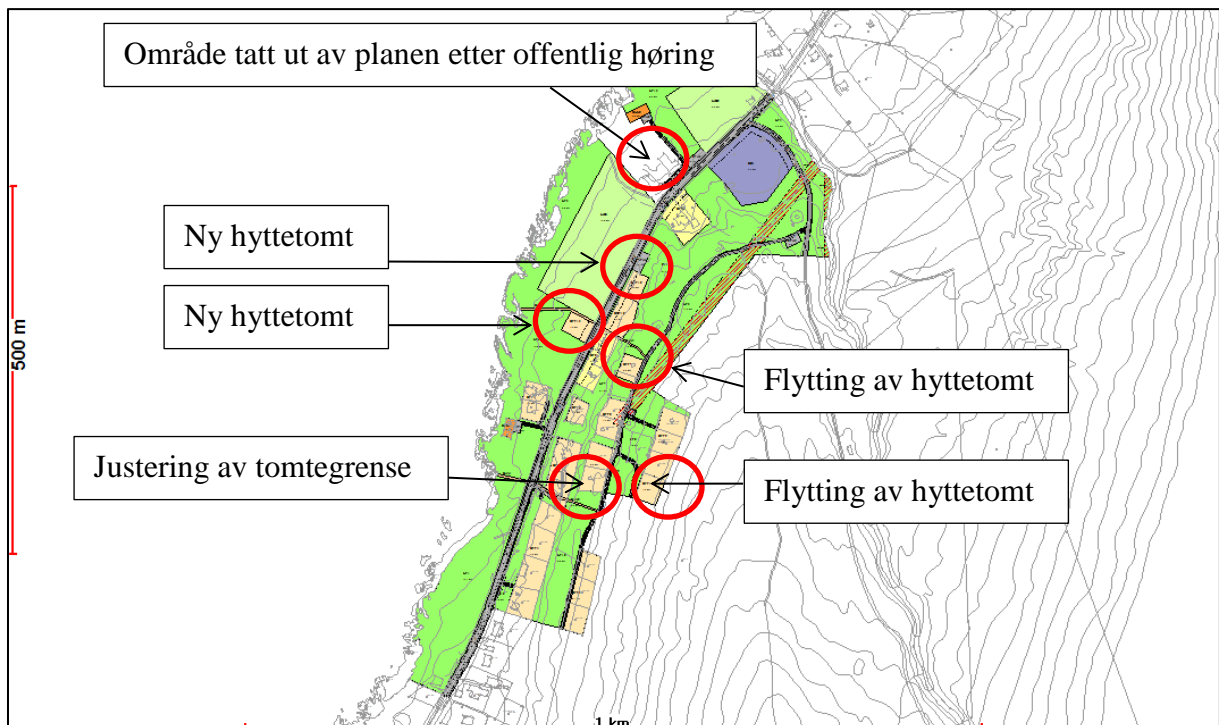 Område tatt ut av planen etter offentlig høring
Ny hyttetomt
Ny hyttetomt
500 m
Flytting av hyttetomt
Justering av tomtegrense
Flytting av hyttetomt
1 km